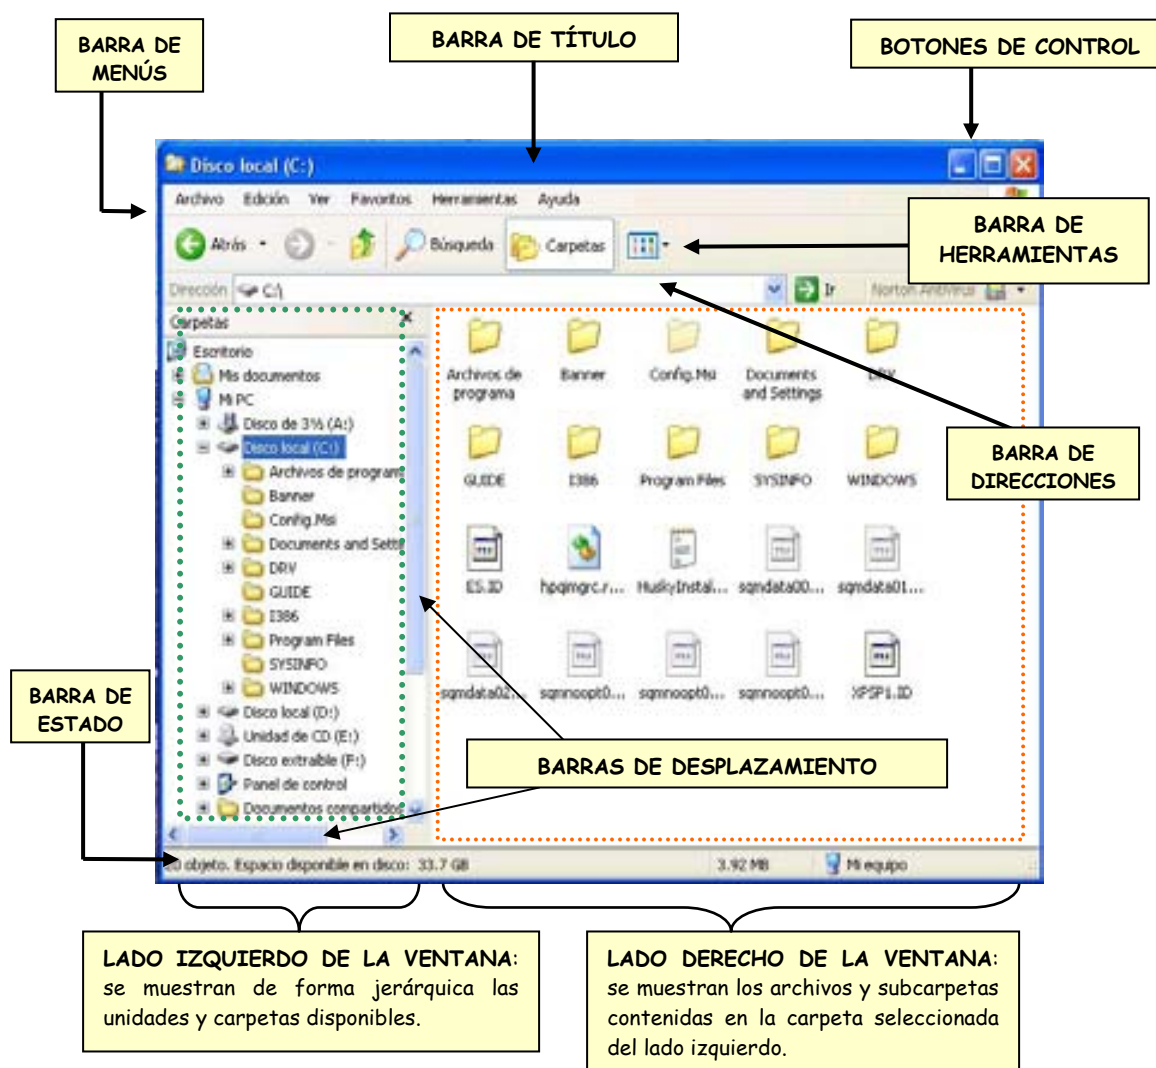 BARRA DE
MENÚS
BARRA DE TÍTULO
BOTONES DE CONTROL
Disco local (C:)
Archivo Edición Ver Favoritos Herramientas Ayuda
BARRA DE
HERRAMIENTAS
Atrás Búsqueda Carpetas
Dirección C:\ Ir Norton AntiVirus
Carpetas
Escritorio
Mis documentos
Mi PC
Disco de 3½ (A:)
Disco local (C:)
Archivos de program
Banner
Config.Msi
Documents and Setti
DRV
GUIDE
I386
Program Files
SYSINFO
WINDOWS
Disco local (D:)
Unidad de CD (E:)
Disco extraíble (F:)
Panel de control
Documentos compartidos
Archivos de
programa
Banner
Config.Msi
Documents
and Settings
DRV
GUIDE
I386
Program Files
SYSINFO
WINDOWS
ES.ID
hpqimgrc.r...
HuskyInstal...
sqmdata00...
sqmdata01...
sqmdata02...
sqmnoopt0...
sqmnoopt0...
sqmnoopt0...
XPSP1.ID
BARRA DE
DIRECCIONES
BARRA DE
ESTADO
BARRAS DE DESPLAZAMIENTO
20 objeto. Espacio disponible en disco: 33.7 GB 3.92 MB Mi equipo
LADO IZQUIERDO DE LA VENTANA:
se muestran de forma jerárquica las
unidades y carpetas disponibles.
LADO DERECHO DE LA VENTANA:
se muestran los archivos y subcarpetas
contenidas en la carpeta seleccionada
del lado izquierdo.